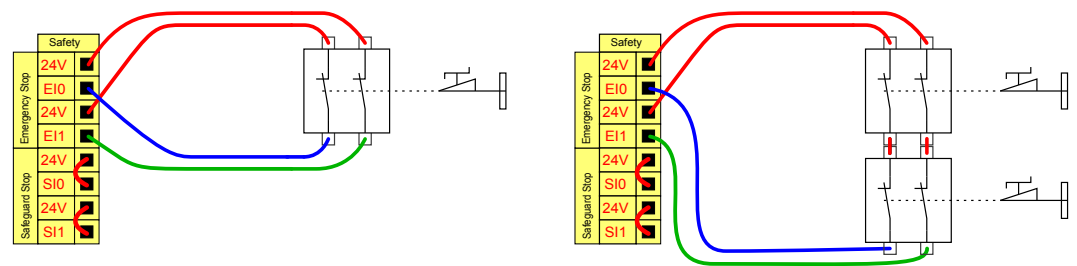 Safety
Emergency Stop
24V
EI0
24V
EI1
Safeguard Stop
24V
SI0
24V
SI1
Safety
Emergency Stop
24V
EI0
24V
EI1
Safeguard Stop
24V
SI0
24V
SI1